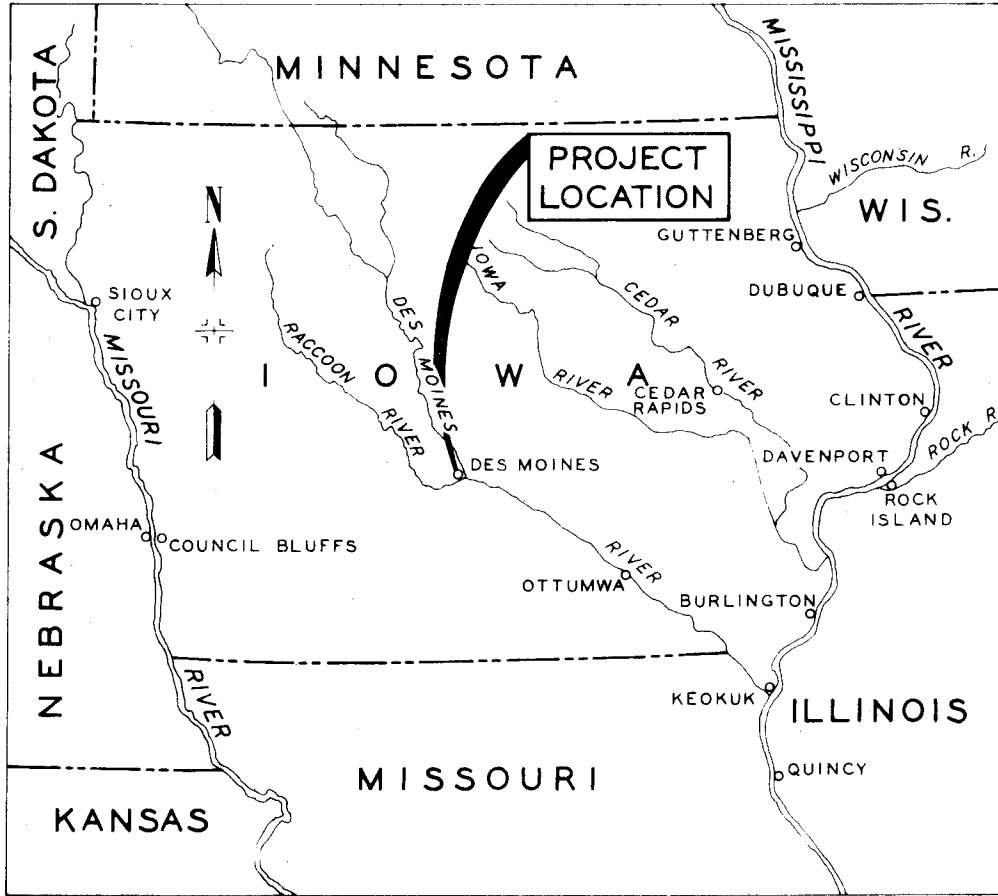 S. DAKOTA
MINNESOTA
MISSISSIPPI
RIVER
PROJECT
LOCATION
WISCONSIN R.
WIS.
N
GUTTENBERG
DUBUQUE
IOWA
RIVER
CEDAR
RIVER
SIOUX
CITY
DES MOINES
RIVER
RACCOON
RIVER
IOWA
CEDAR
RAPIDS
CLINTON
ROCK R.
MISSOURI
RIVER
DES MOINES
DAVENPORT
ROCK
ISLAND
NEBRASKA
OMAHA
COUNCIL BLUFFS
OTTUMWA
BURLINGTON
KEOKUK
ILLINOIS
MISSOURI
QUINCY
KANSAS